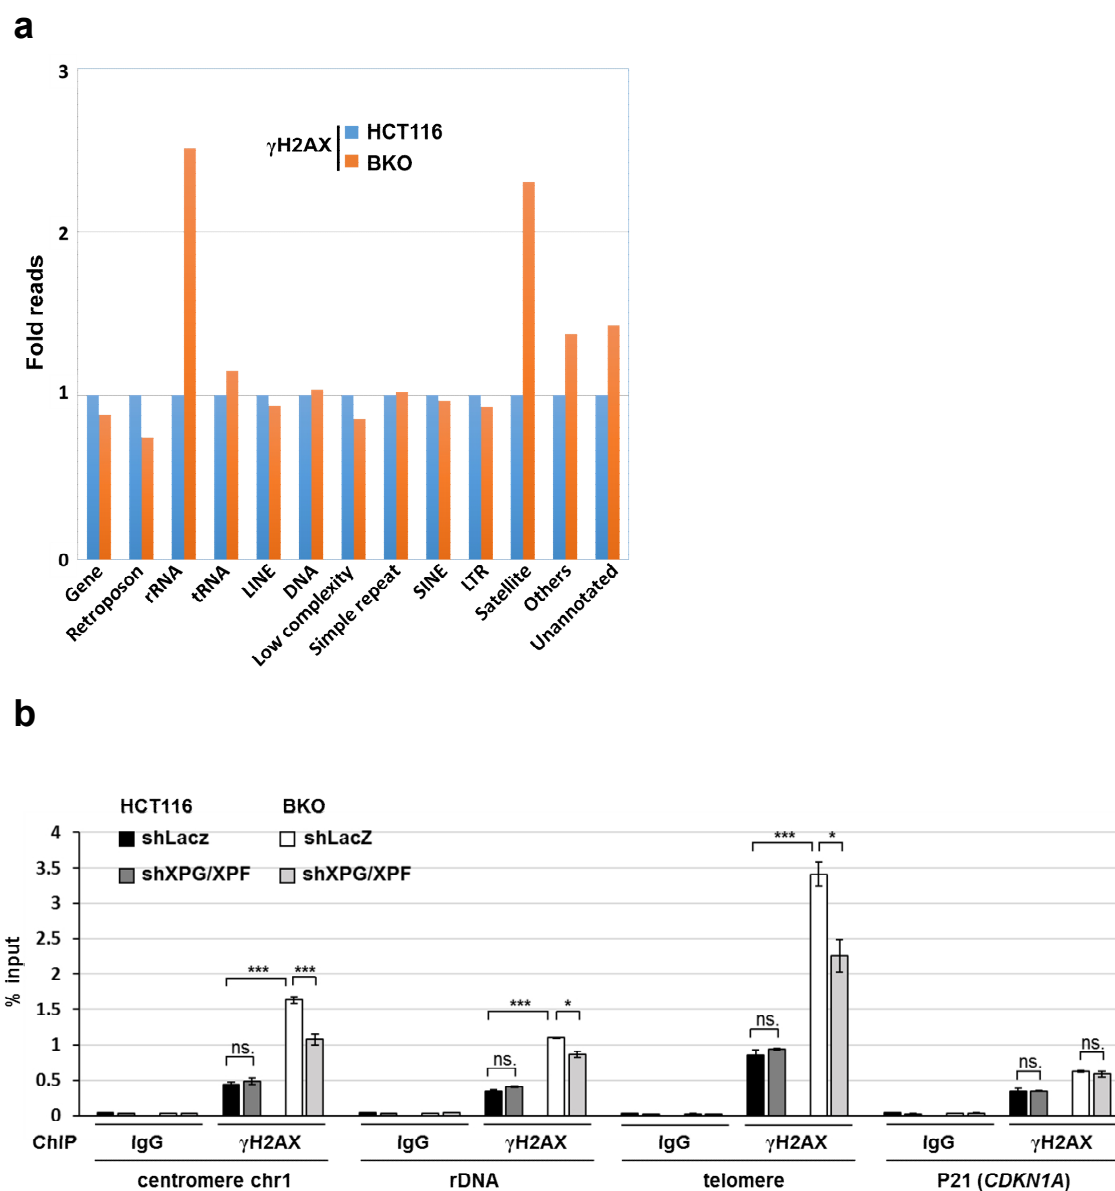 a
3
2
1
0
Fold reads
γH2AX
HCT116
BKO
Gene
Retroposon
rRNA
tRNA
LINE
DNA
Low complexity
Simple repeat
SINE
LTR
Satellite
Others
Unannotated
b
HCT116 BKO
shLacz shLacZ
shXPG/XPF shXPG/XPF
4
3.5
3
2.5
2
1.5
1
0.5
0
% input
*** ***
ns.
*** *
ns.
*** *
ns.
ns.
ns.
ChIP IgG γH2AX IgG γH2AX IgG γH2AX IgG γH2AX
centromere chr1 rDNA telomere P21 (CDKN1A)